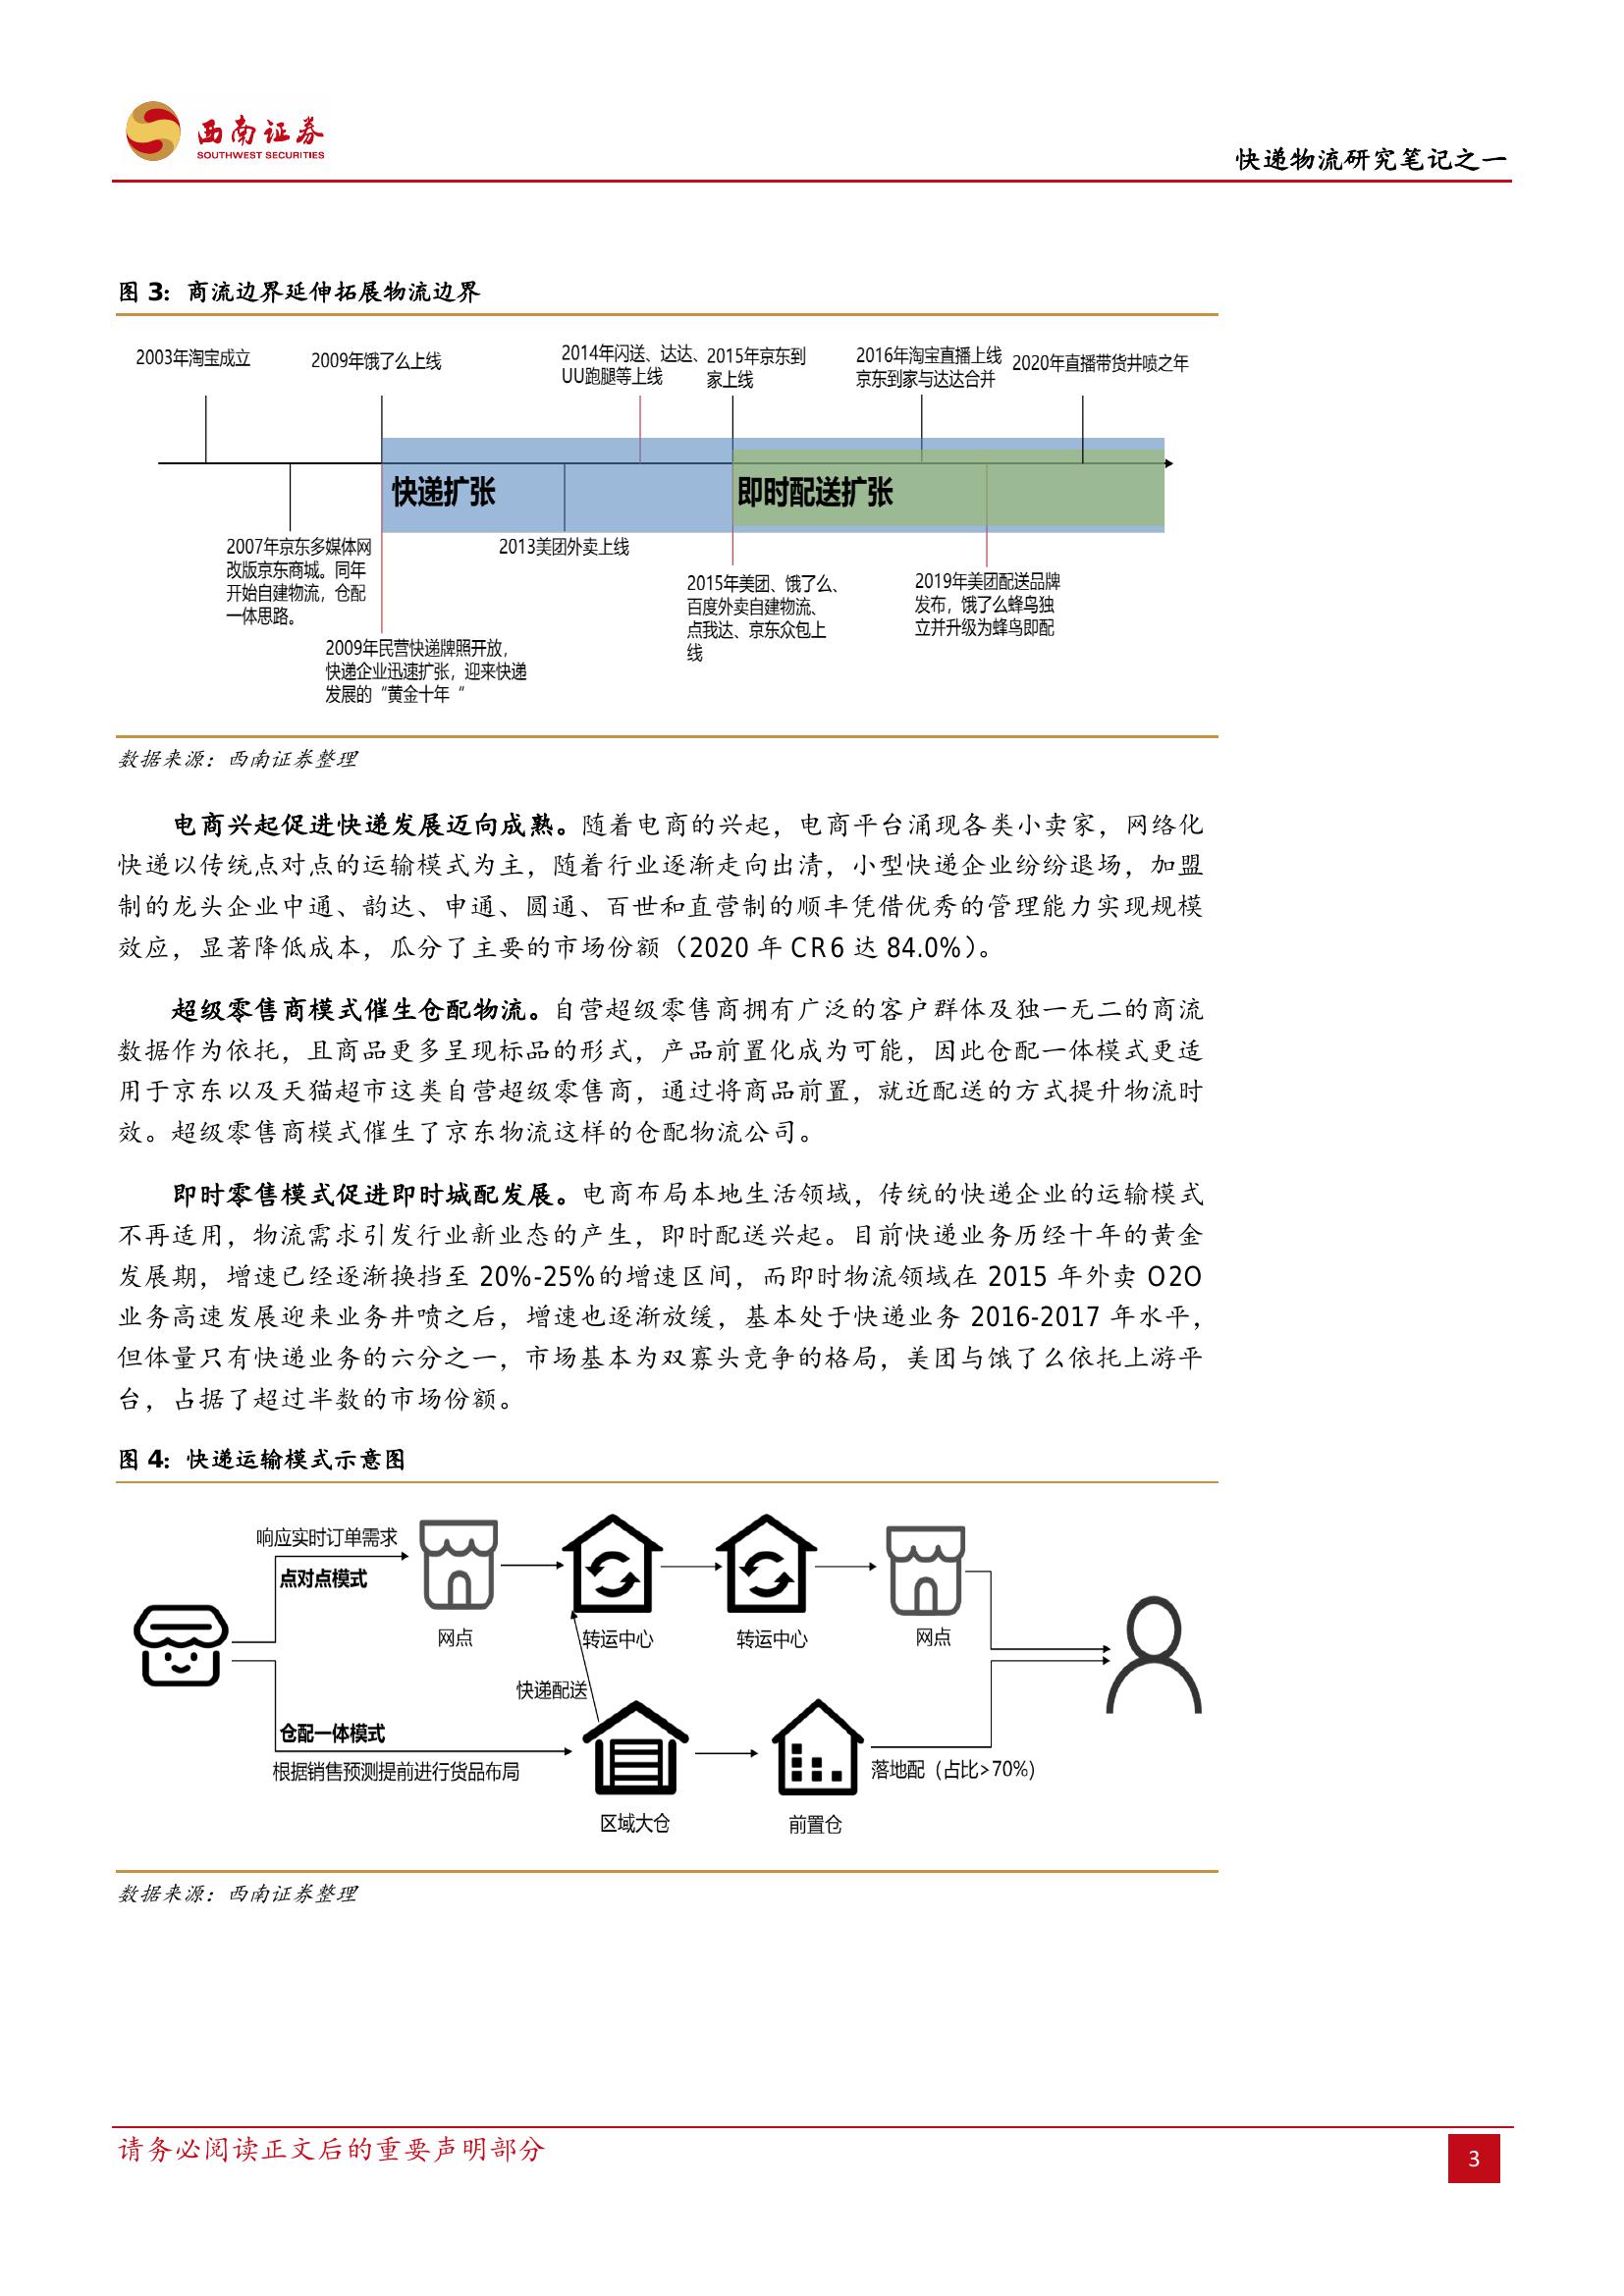 西南证券
SOUTHWEST SECURITIES
快递物流研究笔记之一
图 3：商流边界延伸拓展物流边界
2003年淘宝成立
2009年饿了么上线
2014年闪送、达达、
UU跑腿等上线
2015年京东到
家上线
2016年淘宝直播上线
京东到家与达达合并
2020年直播带货井喷之年
快递扩张
即时配送扩张
2007年京东多媒体网
改版京东商城。同年
开始自建物流，仓配
一体思路。
2009年民营快递牌照开放，
快递企业迅速扩张，迎来快递
发展的“黄金十年“
2013美团外卖上线
2015年美团、饿了么、
百度外卖自建物流、
点我达、京东众包上
线
2019年美团配送品牌
发布，饿了么蜂鸟独
立并升级为蜂鸟即配
数据来源：西南证券整理
电商兴起促进快递发展迈向成熟。随着电商的兴起，电商平台涌现各类小卖家，网络化
快递以传统点对点的运输模式为主，随着行业逐渐走向出清，小型快递企业纷纷退场，加盟
制的龙头企业中通、韵达、申通、圆通、百世和直营制的顺丰凭借优秀的管理能力实现规模
效应，显著降低成本，瓜分了主要的市场份额（2020 年 CR6 达 84.0%）。
超级零售商模式催生仓配物流。自营超级零售商拥有广泛的客户群体及独一无二的商流
数据作为依托，且商品更多呈现标品的形式，产品前置化成为可能，因此仓配一体模式更适
用于京东以及天猫超市这类自营超级零售商，通过将商品前置，就近配送的方式提升物流时
效。超级零售商模式催生了京东物流这样的仓配物流公司。
即时零售模式促进即时城配发展。电商布局本地生活领域，传统的快递企业的运输模式
不再适用，物流需求引发行业新业态的产生，即时配送兴起。目前快递业务历经十年的黄金
发展期，增速已经逐渐换挡至 20%-25%的增速区间，而即时物流领域在 2015 年外卖 O2O
业务高速发展迎来业务井喷之后，增速也逐渐放缓，基本处于快递业务 2016-2017 年水平，
但体量只有快递业务的六分之一，市场基本为双寡头竞争的格局，美团与饿了么依托上游平
台，占据了超过半数的市场份额。
图 4：快递运输模式示意图
响应实时订单需求
点对点模式
网点
转运中心
转运中心
网点
快递配送
仓配一体模式
根据销售预测提前进行货品布局
落地配（占比>70%）
区域大仓
前置仓
数据来源：西南证券整理
请务必阅读正文后的重要声明部分
3